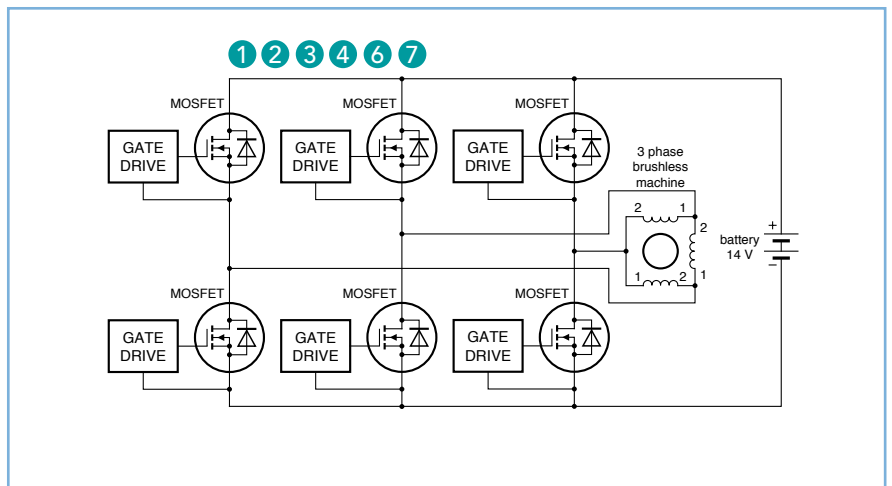 1 2 3 4 6 7
MOSFET MOSFET MOSFET
GATE DRIVE
GATE DRIVE
GATE DRIVE
3 phase
brushless
machine
2 1
2
+
battery
14 V
–
1 2 1
MOSFET MOSFET MOSFET
GATE DRIVE
GATE DRIVE
GATE DRIVE